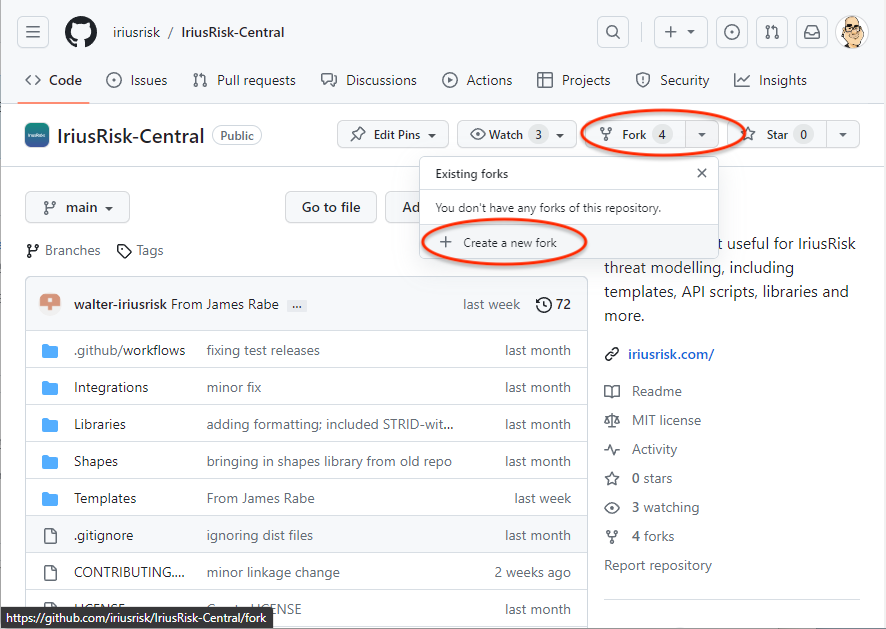 iriusrisk / IriusRisk-Central
Code Issues Pull requests Discussions Actions Projects Security Insights
IriusRisk-Central Public
Edit Pins Watch 3 Fork 4 Star 0
Existing forks
You don't have any forks of this repository.
Create a new fork
main Go to file Ad
Branches Tags
t useful for IriusRisk
threat modelling, including
templates, API scripts, libraries and
more.
iriusrisk.com/
Readme
MIT license
Activity
0 stars
3 watching
4 forks
Report repository
walter-iriusrisk From James Rabe ... last week 72
.github/workflows fixing test releases last month
Integrations minor fix last month
Libraries adding formatting; included STRID-wit... last month
Shapes bringing in shapes library from old repo last month
Templates From James Rabe last week
.gitignore ignoring dist files last month
CONTRIBUTING.... minor linkage change 2 weeks ago
LICENSE Create LICENSE last month
https://github.com/iriusrisk/IriusRisk-Central/fork